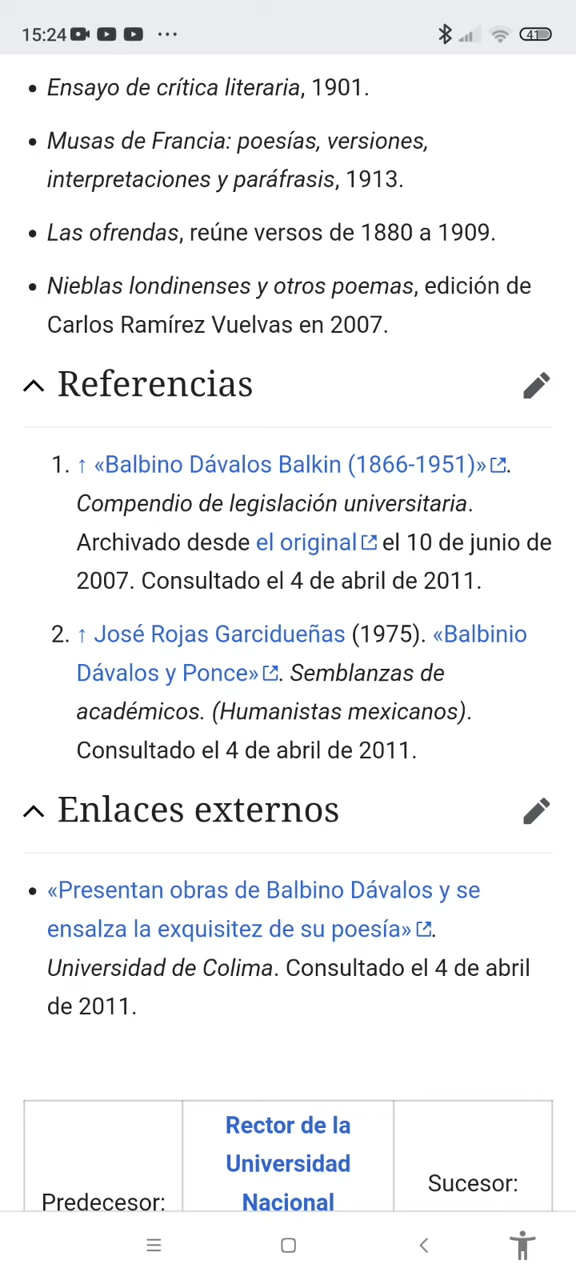 15:24
41
• Ensayo de crítica literaria, 1901.
• Musas de Francia: poesías, versiones,
interpretaciones y paráfrasis, 1913.
• Las ofrendas, reúne versos de 1880 a 1909.
• Nieblas londinenses y otros poemas, edición de
Carlos Ramírez Vuelvas en 2007.
Referencias
1. ↑ «Balbino Dávalos Balkin (1866-1951)».
Compendio de legislación universitaria.
Archivado desde el original el 10 de junio de
2007. Consultado el 4 de abril de 2011.
2. ↑ José Rojas Garcidueñas (1975). «Balbinio
Dávalos y Ponce». Semblanzas de
académicos. (Humanistas mexicanos).
Consultado el 4 de abril de 2011.
Enlaces externos
• «Presentan obras de Balbino Dávalos y se
ensalza la exquisitez de su poesía».
Universidad de Colima. Consultado el 4 de abril
de 2011.
Predecesor:
Rector de la
Universidad
Nacional
Sucesor: